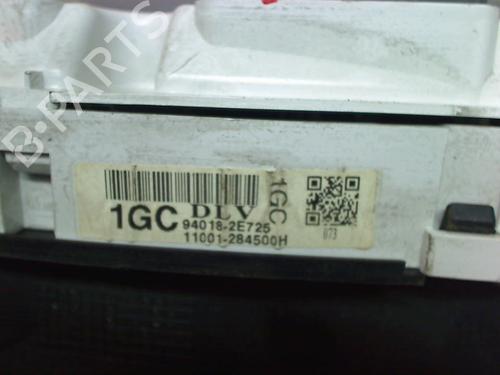 B-PARTS
1GC DLV 1GC
94018-2E725
11001-284500H
073